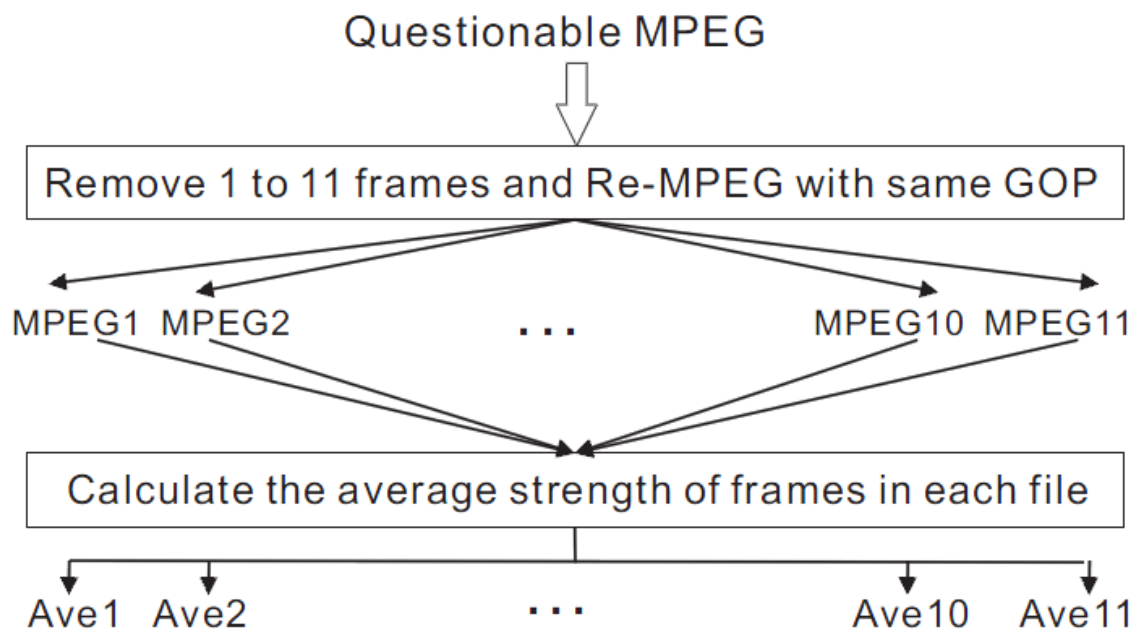 Questionable MPEG
Remove 1 to 11 frames and Re-MPEG with same GOP
MPEG1 MPEG2 ... MPEG10 MPEG11
Calculate the average strength of frames in each file
Ave1 Ave2 ... Ave10 Ave11